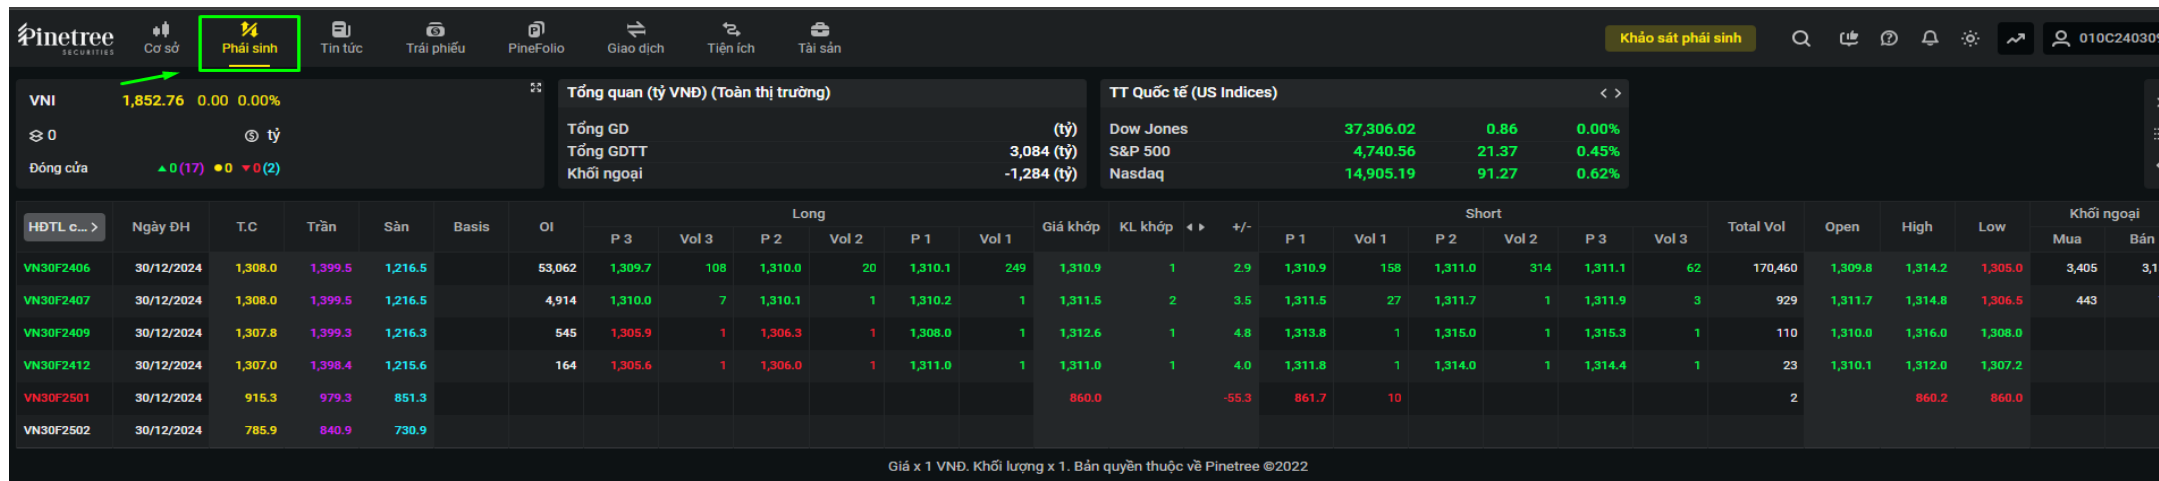 Pinetree SECURITIES Cơ sở Phái sinh Tin tức Trái phiếu PineFolio Giao dịch Tiện ích Tài sản Khảo sát phái sinh 010C24030
VNI 1,852.76 0.00 0.00% Tổng quan (tỷ VNĐ) (Toàn thị trường) TT Quốc tế (US Indices)
0 tỷ Tổng GD (tỷ) Dow Jones 37,306.02 0.86 0.00%
Tổng GDTT 3,084 (tỷ) S&P 500 4,740.56 21.37 0.45%
Đóng cửa 0 (17) 0 0 (2) Khối ngoại -1,284 (tỷ) Nasdaq 14,905.19 91.27 0.62%
HĐTL c... Ngày ĐH T.C Trần Sàn Basis OI Long Giá khớp KL khớp +/- Short Total Vol Open High Low Khối ngoại
P 3 Vol 3 P 2 Vol 2 P 1 Vol 1 P 1 Vol 1 P 2 Vol 2 P 3 Vol 3 Mua Bán
VN30F2406 30/12/2024 1,308.0 1,399.5 1,216.5 53,062 1,309.7 108 1,310.0 20 1,310.1 249 1,310.9 1 2.9 1,310.9 158 1,311.0 314 1,311.1 62 170,460 1,309.8 1,314.2 1,305.0 3,405 3,1
VN30F2407 30/12/2024 1,308.0 1,399.5 1,216.5 4,914 1,310.0 7 1,310.1 1 1,310.2 1 1,311.5 2 3.5 1,311.5 27 1,311.7 1 1,311.9 3 929 1,311.7 1,314.8 1,306.5 443
VN30F2409 30/12/2024 1,307.8 1,399.3 1,216.3 545 1,305.9 1 1,306.3 1 1,308.0 1 1,312.6 1 4.8 1,313.8 1 1,315.0 1 1,315.3 1 110 1,310.0 1,316.0 1,308.0
VN30F2412 30/12/2024 1,307.0 1,398.4 1,215.6 164 1,305.6 1 1,306.0 1 1,311.0 1 1,311.0 1 4.0 1,311.8 1 1,314.0 1 1,314.4 1 23 1,310.1 1,312.0 1,307.2
VN30F2501 30/12/2024 915.3 979.3 851.3 860.0 -55.3 861.7 10 2 860.2 860.0
VN30F2502 30/12/2024 785.9 840.9 730.9
Giá x 1 VNĐ. Khối lượng x 1. Bản quyền thuộc về Pinetree ©2022